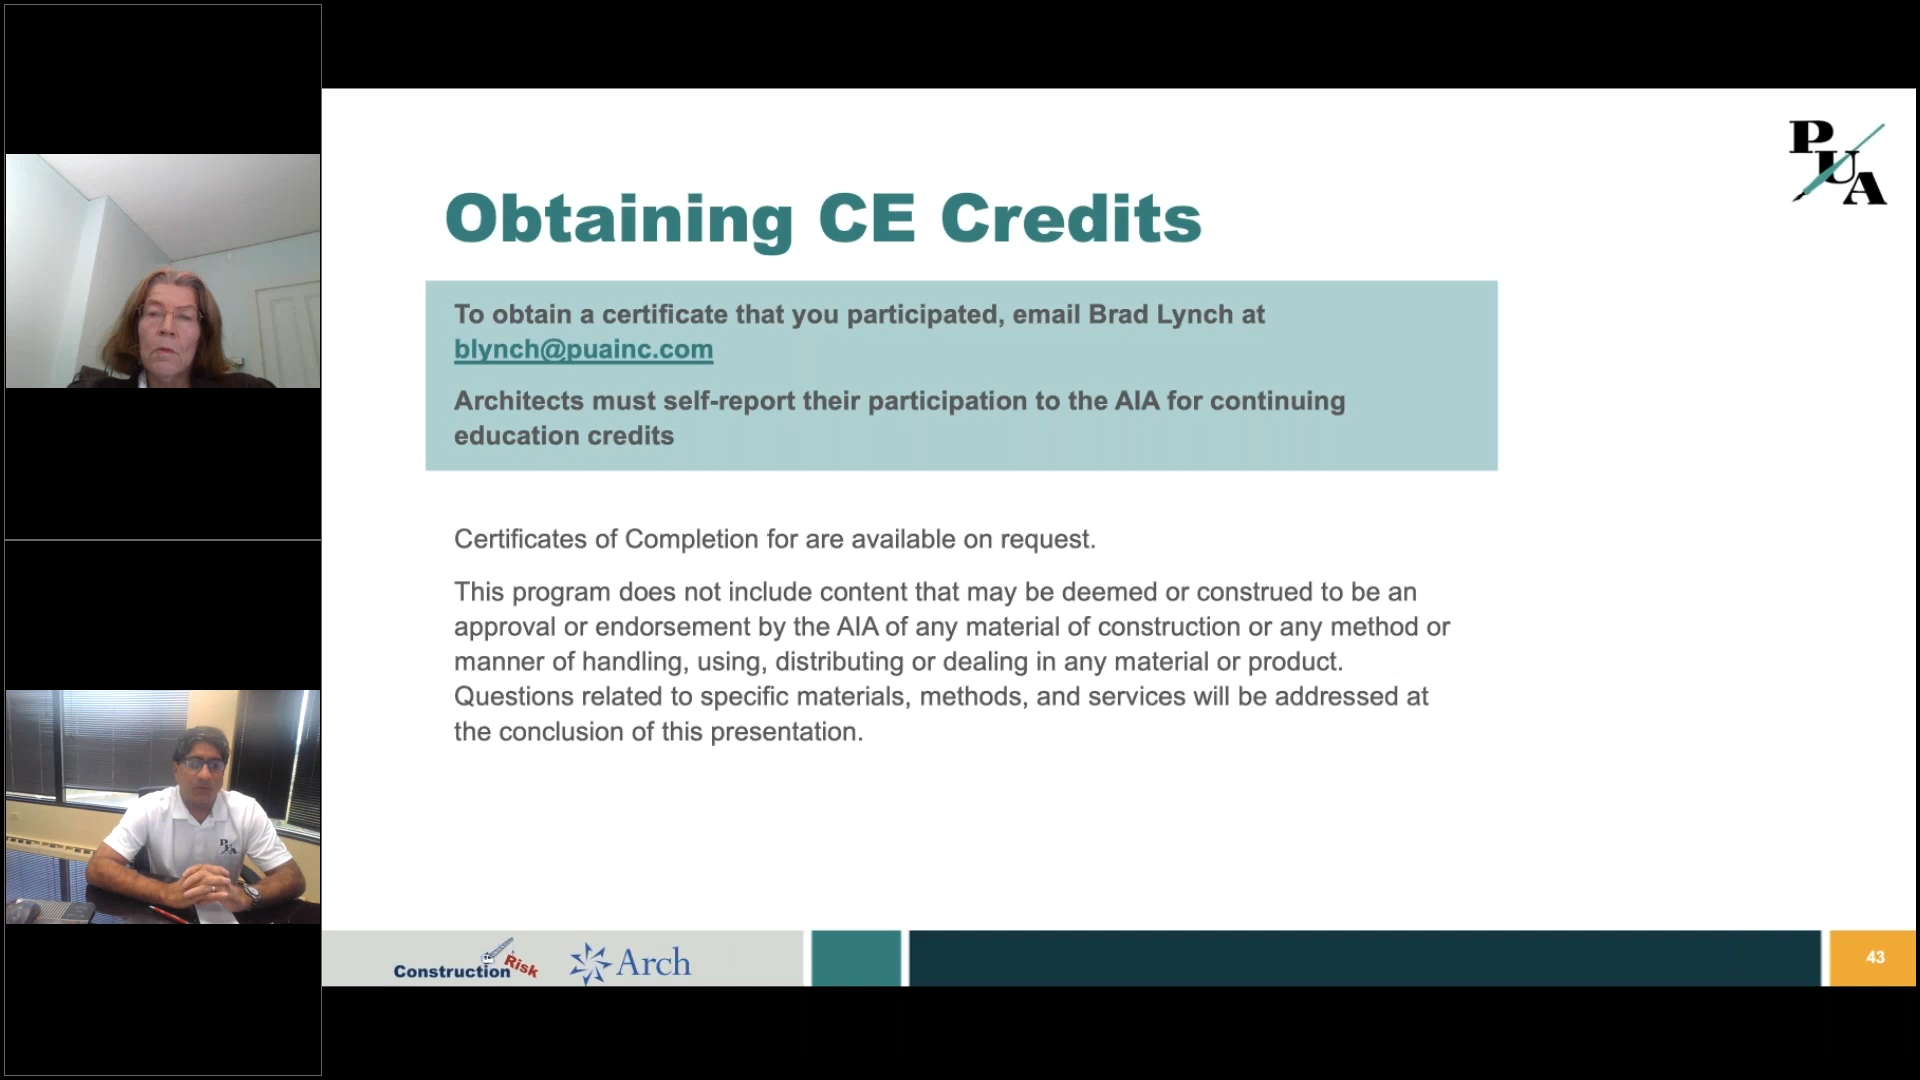 PUA
Obtaining CE Credits
To obtain a certificate that you participated, email Brad Lynch at
blynch@puainc.com
Architects must self-report their participation to the AIA for continuing
education credits
Certificates of Completion for are available on request.
This program does not include content that may be deemed or construed to be an
approval or endorsement by the AIA of any material of construction or any method or
manner of handling, using, distributing or dealing in any material or product.
Questions related to specific materials, methods, and services will be addressed at
the conclusion of this presentation.
PUA
Construction Risk
Arch
43